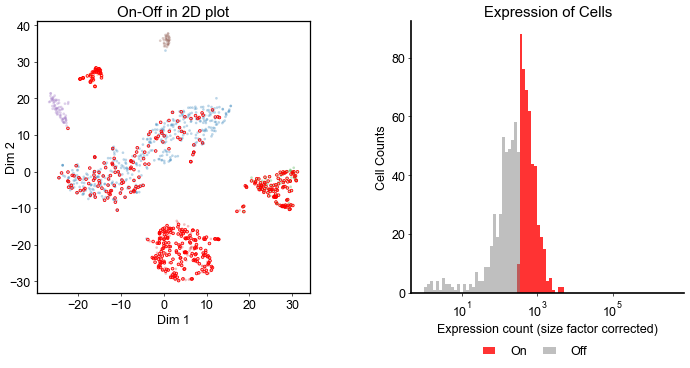 On-Off in 2D plot
40
30
20
10
0
−10
−20
−30
Dim 2
−20 −10 0 10 20 30
Dim 1
Expression of Cells
80
60
40
20
0
Cell Counts
10^1 10^3 10^5
Expression count (size factor corrected)
On Off